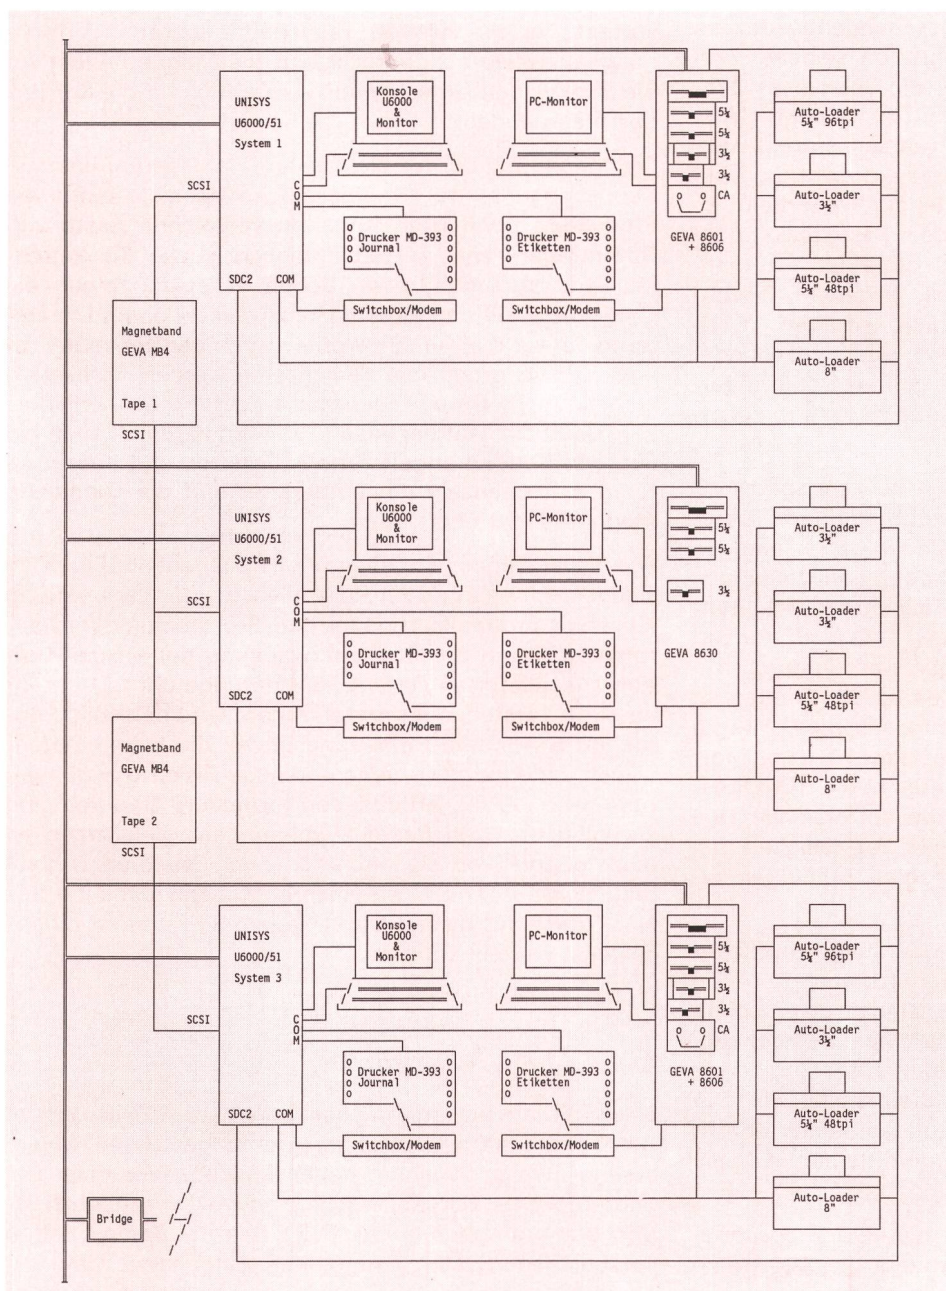 UNISYS
U6000/51
System 1
Konsole
U6000
&
Monitor
PC-Monitor
5¼
5¼
3½
3½
CA
GEVA 8601
+ 8606
Auto-Loader
5¼" 96tpi
Auto-Loader
3½"
Auto-Loader
5¼" 48tpi
Auto-Loader
8"
SCSI
C
O
M
Drucker MD-393
Journal
Drucker MD-393
Etiketten
SDC2 COM
Switchbox/Modem
Switchbox/Modem
Magnetband
GEVA MB4
Tape 1
SCSI
UNISYS
U6000/51
System 2
Konsole
U6000
&
Monitor
PC-Monitor
5¼
5¼
3½
GEVA 8630
Auto-Loader
3½"
Auto-Loader
3½"
Auto-Loader
5¼" 48tpi
Auto-Loader
8"
SCSI
C
O
M
Drucker MD-393
Journal
Drucker MD-393
Etiketten
SDC2 COM
Switchbox/Modem
Switchbox/Modem
Magnetband
GEVA MB4
Tape 2
SCSI
UNISYS
U6000/51
System 3
Konsole
U6000
&
Monitor
PC-Monitor
5¼
5¼
3½
3½
CA
GEVA 8601
+ 8606
Auto-Loader
5¼" 96tpi
Auto-Loader
3½"
Auto-Loader
5¼" 48tpi
Auto-Loader
8"
SCSI
C
O
M
Drucker MD-393
Journal
Drucker MD-393
Etiketten
SDC2 COM
Switchbox/Modem
Switchbox/Modem
Bridge